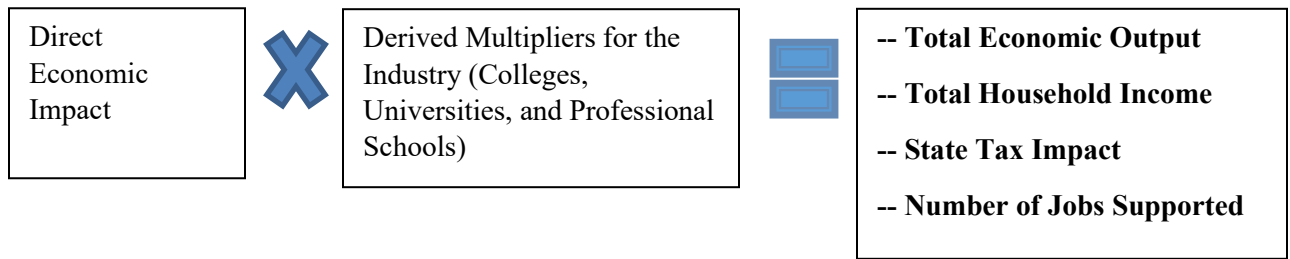 Direct
Economic
Impact
Derived Multipliers for the
Industry (Colleges,
Universities, and Professional
Schools)
-- Total Economic Output
-- Total Household Income
-- State Tax Impact
-- Number of Jobs Supported